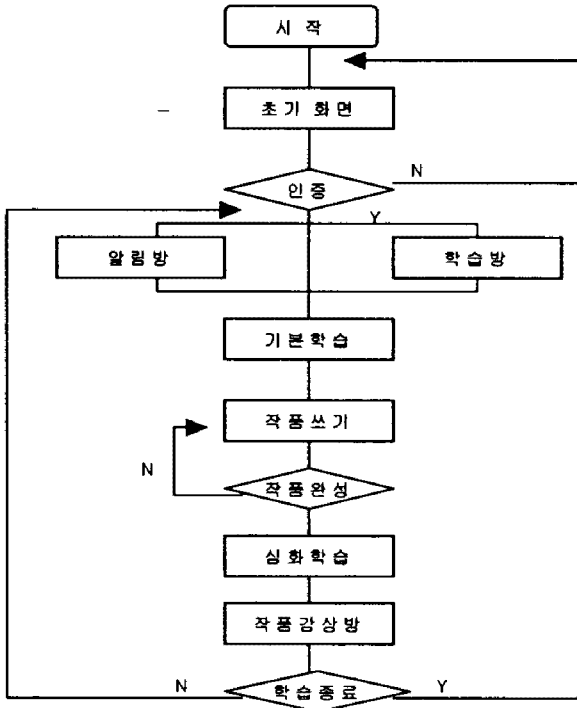 시 작
초 기 화 면
N
인 증
Y
알 림 방
학 습 방
기 본 학 습
작 품 쓰 기
N
작 품 완 성
심 화 학 습
작 품 감 상 방
N
학 습 종 료
Y